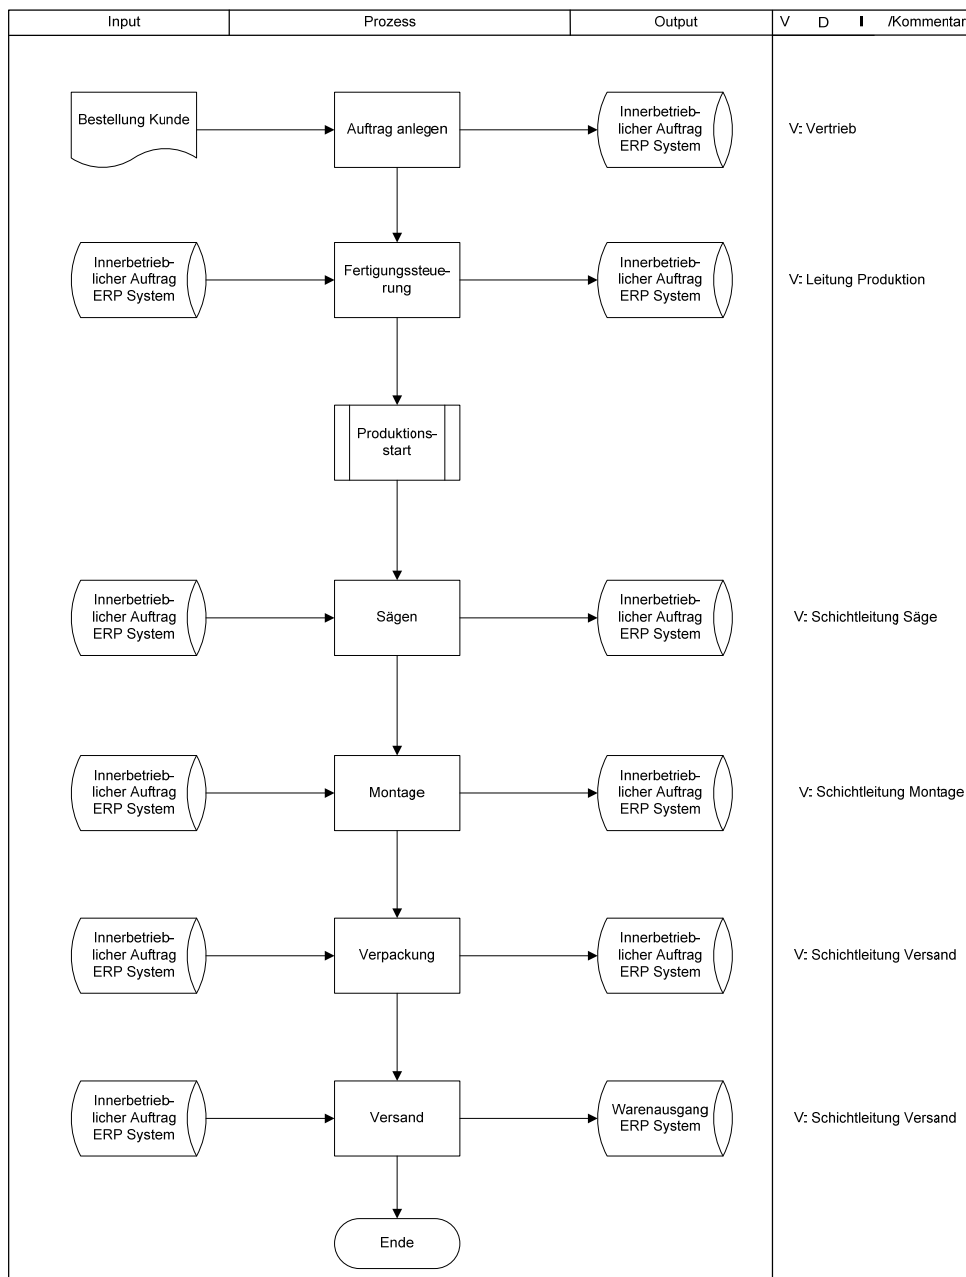 Input Prozess Output V D I /Kommentar
Bestellung Kunde
Auftrag anlegen
Innerbetrieb-
licher Auftrag
ERP System
V: Vertrieb
Innerbetrieb-
licher Auftrag
ERP System
Fertigungssteue-
rung
Innerbetrieb-
licher Auftrag
ERP System
V: Leitung Produktion
Produktions-
start
Innerbetrieb-
licher Auftrag
ERP System
Sägen
Innerbetrieb-
licher Auftrag
ERP System
V: Schichtleitung Säge
Innerbetrieb-
licher Auftrag
ERP System
Montage
Innerbetrieb-
licher Auftrag
ERP System
V: Schichtleitung Montage
Innerbetrieb-
licher Auftrag
ERP System
Verpackung
Innerbetrieb-
licher Auftrag
ERP System
V: Schichtleitung Versand
Innerbetrieb-
licher Auftrag
ERP System
Versand
Warenausgang
ERP System
V: Schichtleitung Versand
Ende